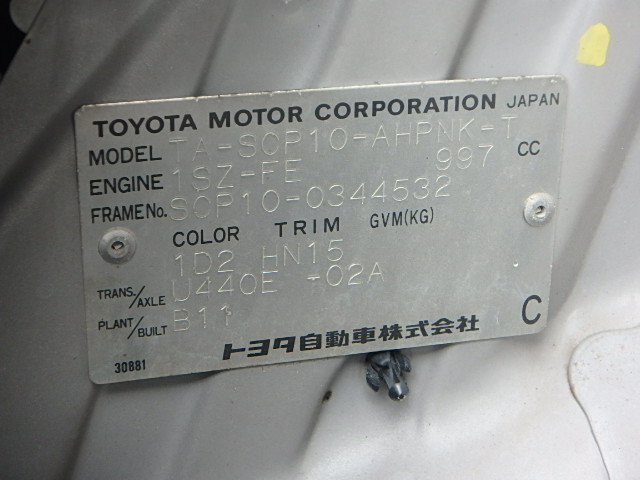 TOYOTA MOTOR CORPORATION JAPAN
MODEL TA-SCP10-AHPNK-T
ENGINE 1SZ-FE 997 CC
FRAME No. SCP10-0344532
COLOR TRIM GVM(KG)
1D2 HN15
TRANS./AXLE U440E -02A
PLANT/BUILT B11
トヨタ自動車株式会社 C
30881